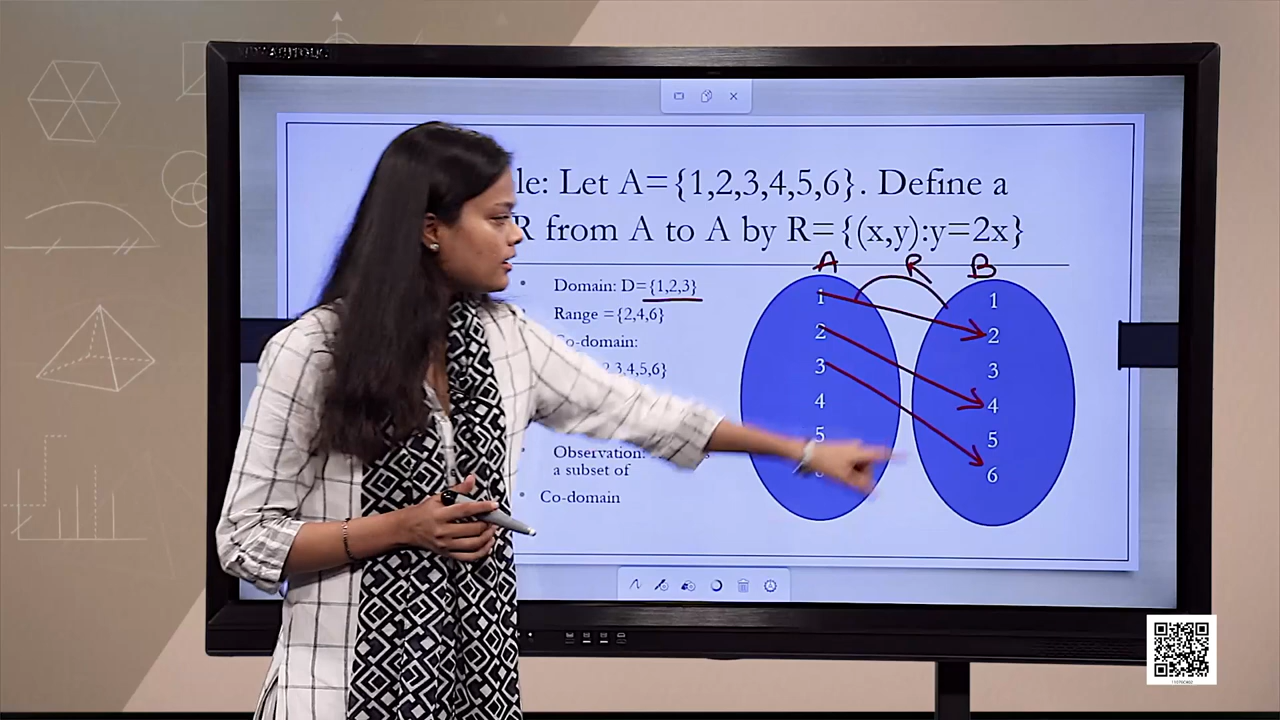 le: Let A={1,2,3,4,5,6}. Define a
R from A to A by R={(x,y):y=2x}
A R B
• Domain: D={1,2,3}
• Range ={2,4,6}
Co-domain:
2,3,4,5,6}
Observation:
a subset of
• Co-domain
1
2
3
4
5
1
2
3
4
5
6